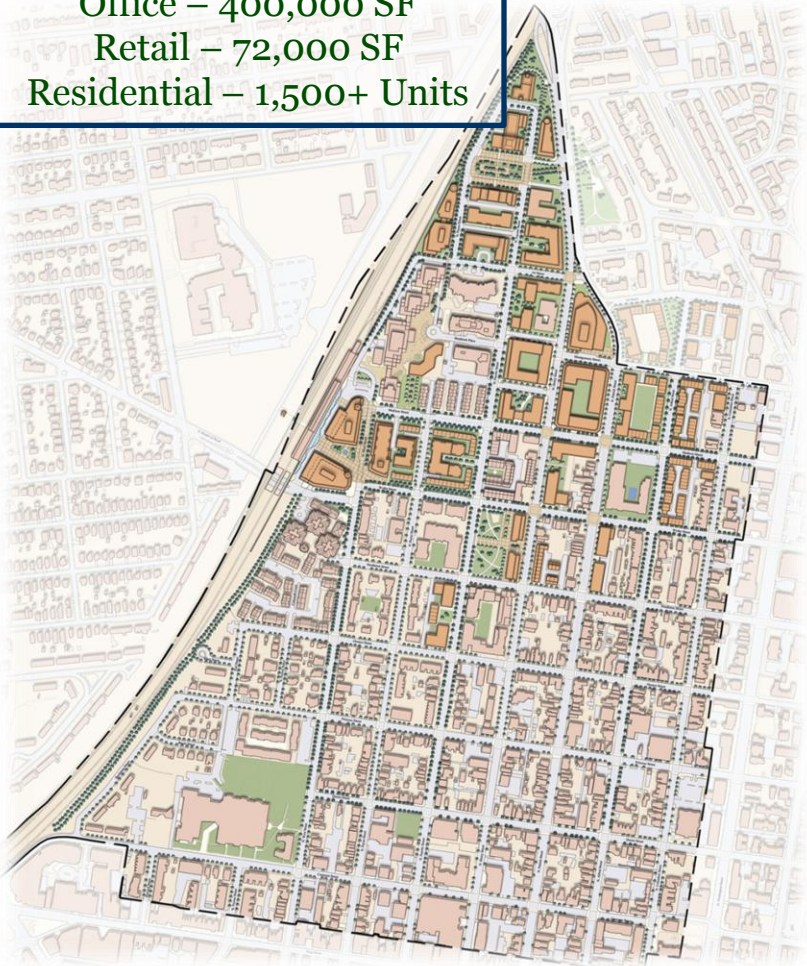 Office – 400,000 SF
Retail – 72,000 SF
Residential – 1,500+ Units